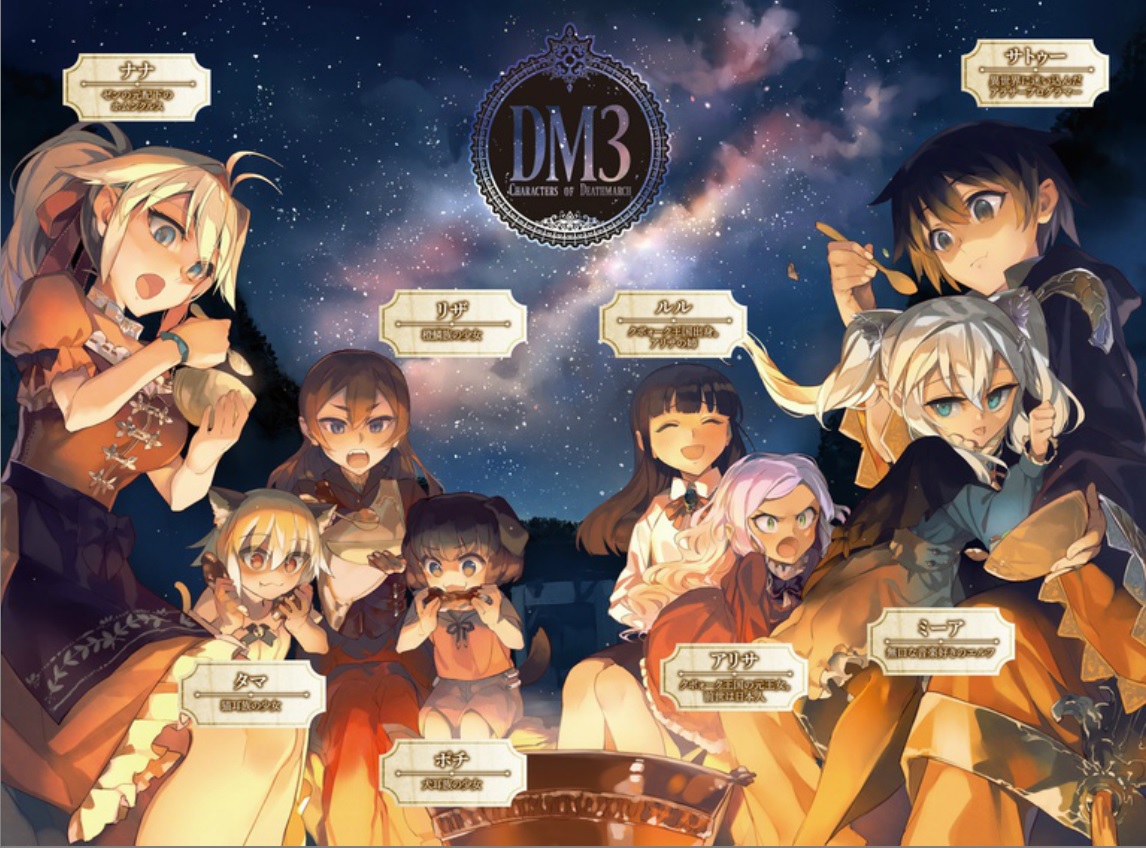 DM3
CHARACTERS OF DEATHMARCH
ナナ
ゼンの元配下の
ホムンクルス
サトゥー
異世界に迷い込んだ
アラサープログラマー
リザ
橙鱗族の少女
ルル
クボォーク王国出身。
アリサの姉
タマ
猫耳族の少女
ポチ
犬耳族の少女
アリサ
クボォーク王国の元王女。
前世は日本人
ミーア
無口な音楽好きのエルフ